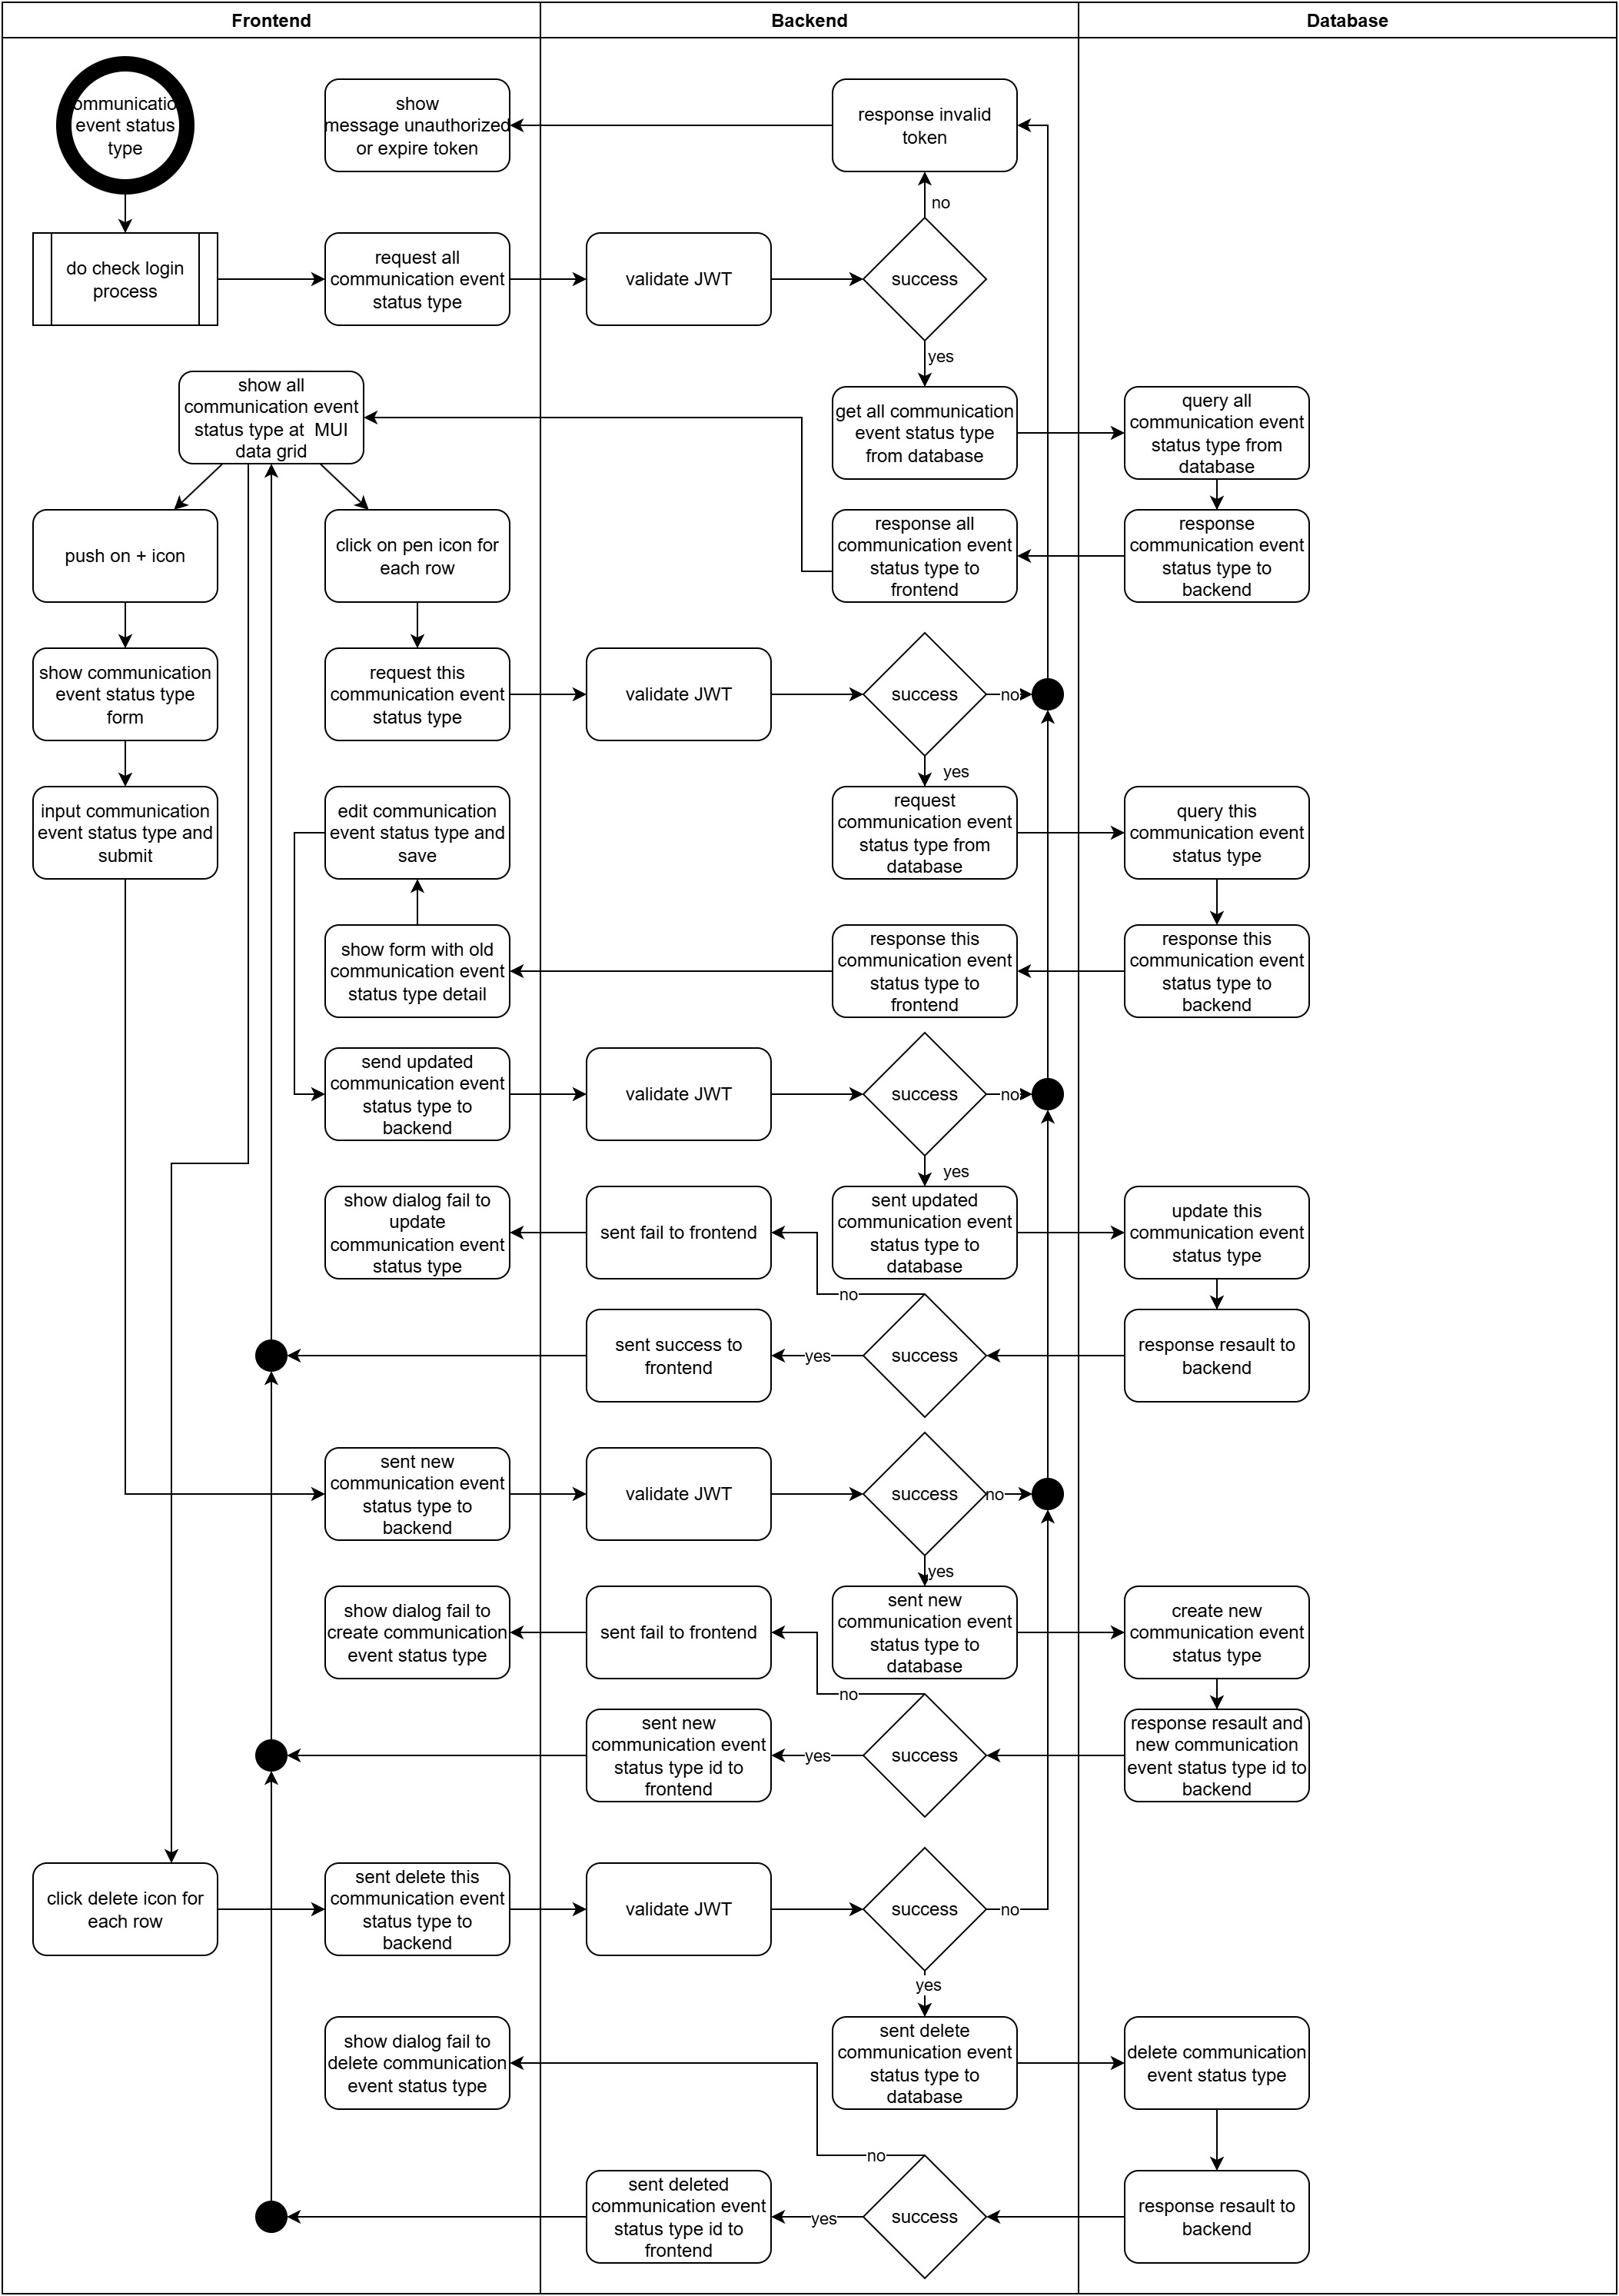 Frontend
Backend
Database
ommunicatio
event status
type
show
message unauthorized
or expire token
response invalid
token
no
do check login
process
request all
communication event
status type
validate JWT
success
yes
show all
communication event
status type at  MUI
data grid
get all communication
event status type
from database
query all
communication event
status type from
database
push on + icon
click on pen icon for
each row
response all
communication event
status type to
frontend
response
communication event
status type to
backend
show communication
event status type
form
request this
communication event
status type
validate JWT
success
no
yes
input communication
event status type and
submit
edit communication
event status type and
save
request
communication event
status type from
database
query this
communication event
status type
show form with old
communication event
status type detail
response this
communication event
status type to
frontend
response this
communication event
status type to
backend
send updated
communication event
status type to
backend
validate JWT
success
no
yes
show dialog fail to
update
communication event
status type
sent fail to frontend
sent updated
communication event
status type to
database
update this
communication event
status type
no
sent success to
frontend
yes
success
response resault to
backend
sent new
communication event
status type to
backend
validate JWT
success
no
yes
show dialog fail to
create communication
event status type
sent fail to frontend
sent new
communication event
status type to
database
create new
communication event
status type
no
sent new
communication event
status type id to
frontend
yes
success
response resault and
new communication
event status type id to
backend
click delete icon for
each row
sent delete this
communication event
status type to
backend
validate JWT
success
no
yes
show dialog fail to
delete communication
event status type
sent delete
communication event
status type to
database
delete communication
event status type
no
sent deleted
communication event
status type id to
frontend
yes
success
response resault to
backend